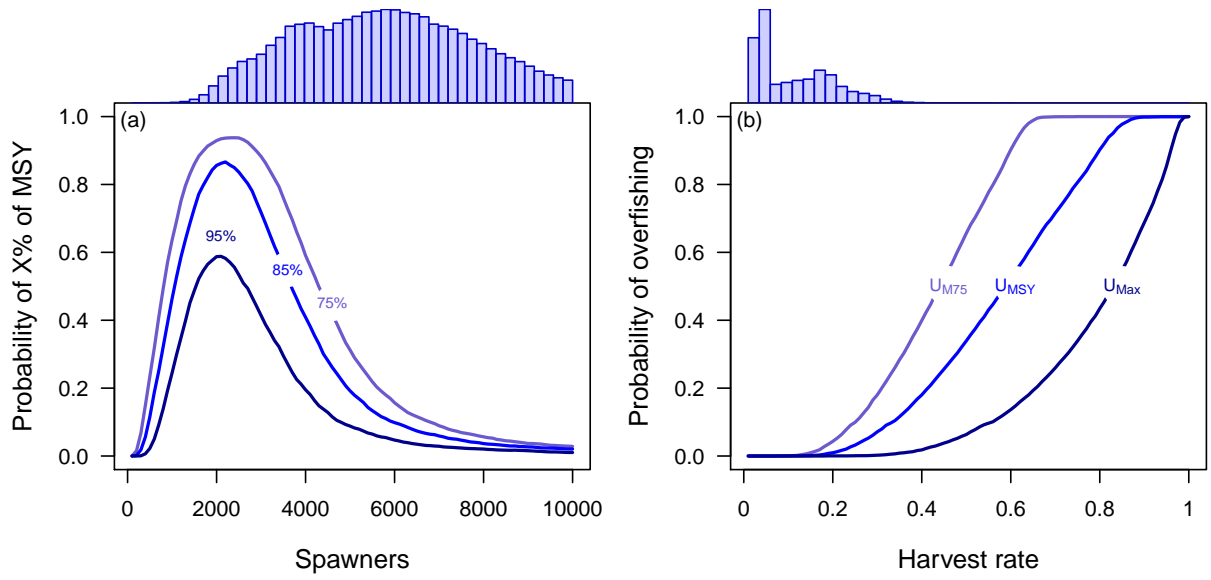 (a)
Probability of X% of MSY
1.0
0.8
0.6
0.4
0.2
0.0
95%
85%
75%
0 2000 4000 6000 8000 10000
Spawners
(b)
Probability of overfishing
1.0
0.8
0.6
0.4
0.2
0.0
UM75 UMSY UMax
0 0.2 0.4 0.6 0.8 1
Harvest rate